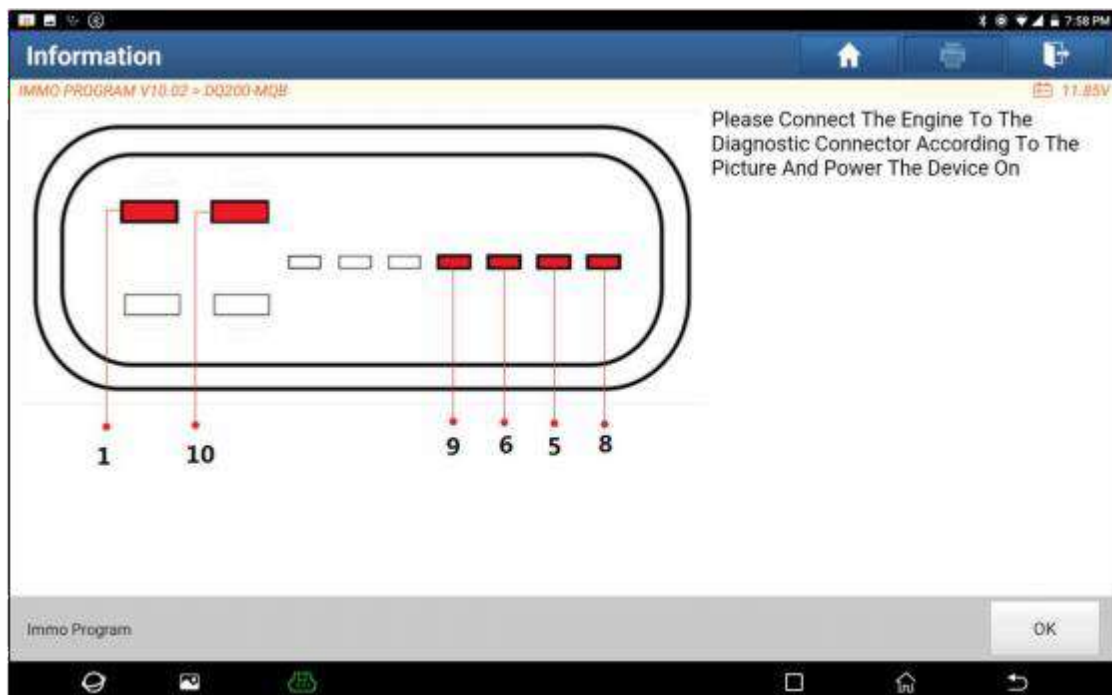 7:58 PM
Information
IMMO PROGRAM V10.02 > DQ200-MQB
11.85V
Please Connect The Engine To The
Diagnostic Connector According To The
Picture And Power The Device On
1 10 9 6 5 8
Immo Program
OK